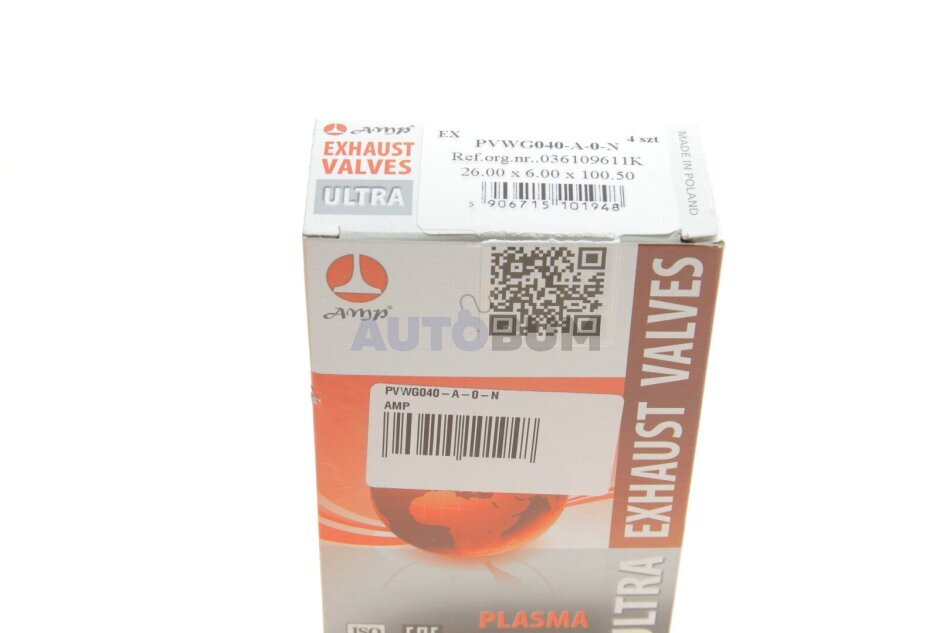 AMP®
EXHAUST
VALVES
ULTRA
EX
PVWG040-A-0-N
4 szt
Ref.org.nr..036109611K
26.00 x 6.00 x 100.50
5 906715 101948
MADE IN POLAND
AMP®
AUTOBUM
PVWG040-A-0-N
AMP
ULTRA EXHAUST VALVES
PLASMA
ISO
EAC